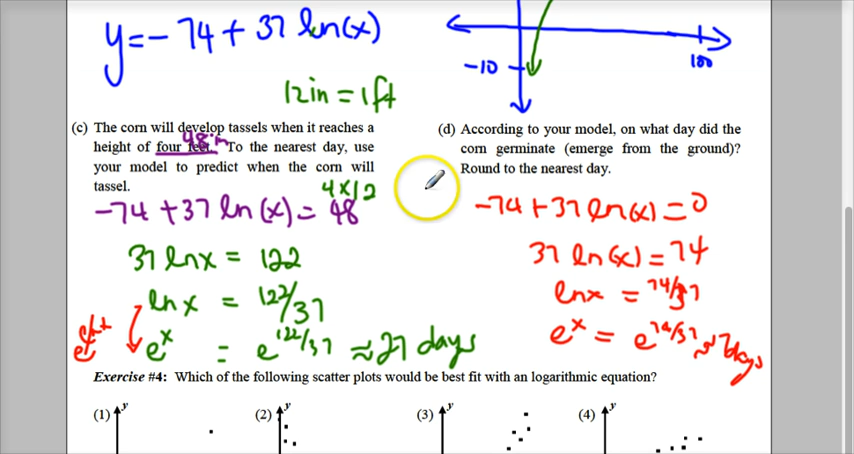 y = -74 + 37 ln(x)
-10
100
12in = 1ft
(c) The corn will develop tassels when it reaches a
height of four feet. To the nearest day, use
48in
your model to predict when the corn will
tassel.
4 x 12
-74 + 37 ln(x) = 48
37 ln x = 122
ln x = 122/37
e^x = e^122/37 ≈ 27 days
(d) According to your model, on what day did the
corn germinate (emerge from the ground)?
Round to the nearest day.
-74 + 37 ln(x) = 0
37 ln(x) = 74
ln x = 74/37
e^x = e^74/37 ≈ 7 days
Exercise #4: Which of the following scatter plots would be best fit with an logarithmic equation?
(1) y
(2) y
(3) y
(4) y